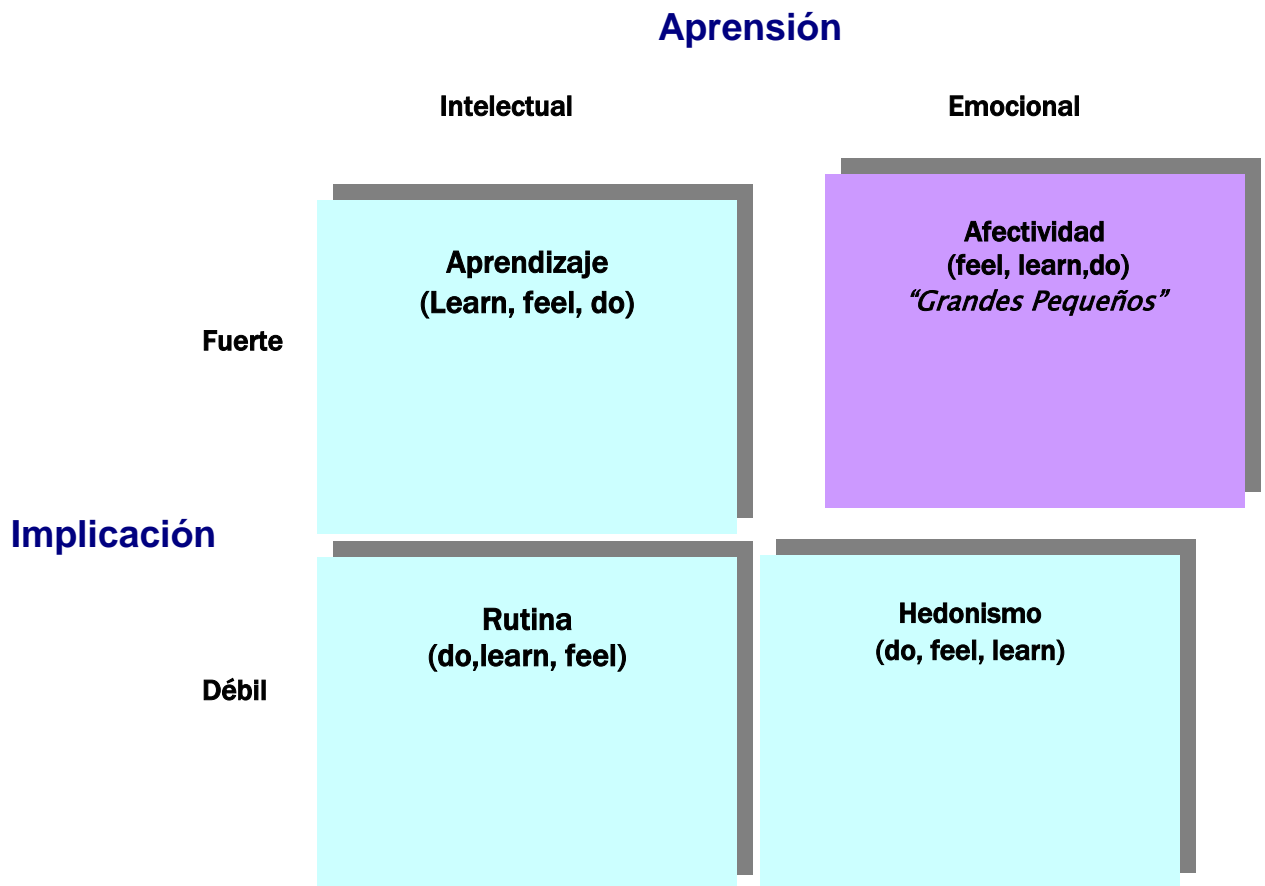 Aprensión
Intelectual
Emocional
Aprendizaje
(Learn, feel, do)
Afectividad
(feel, learn,do)
“Grandes Pequeños”
Fuerte
Implicación
Rutina
(do,learn, feel)
Hedonismo
(do, feel, learn)
Débil